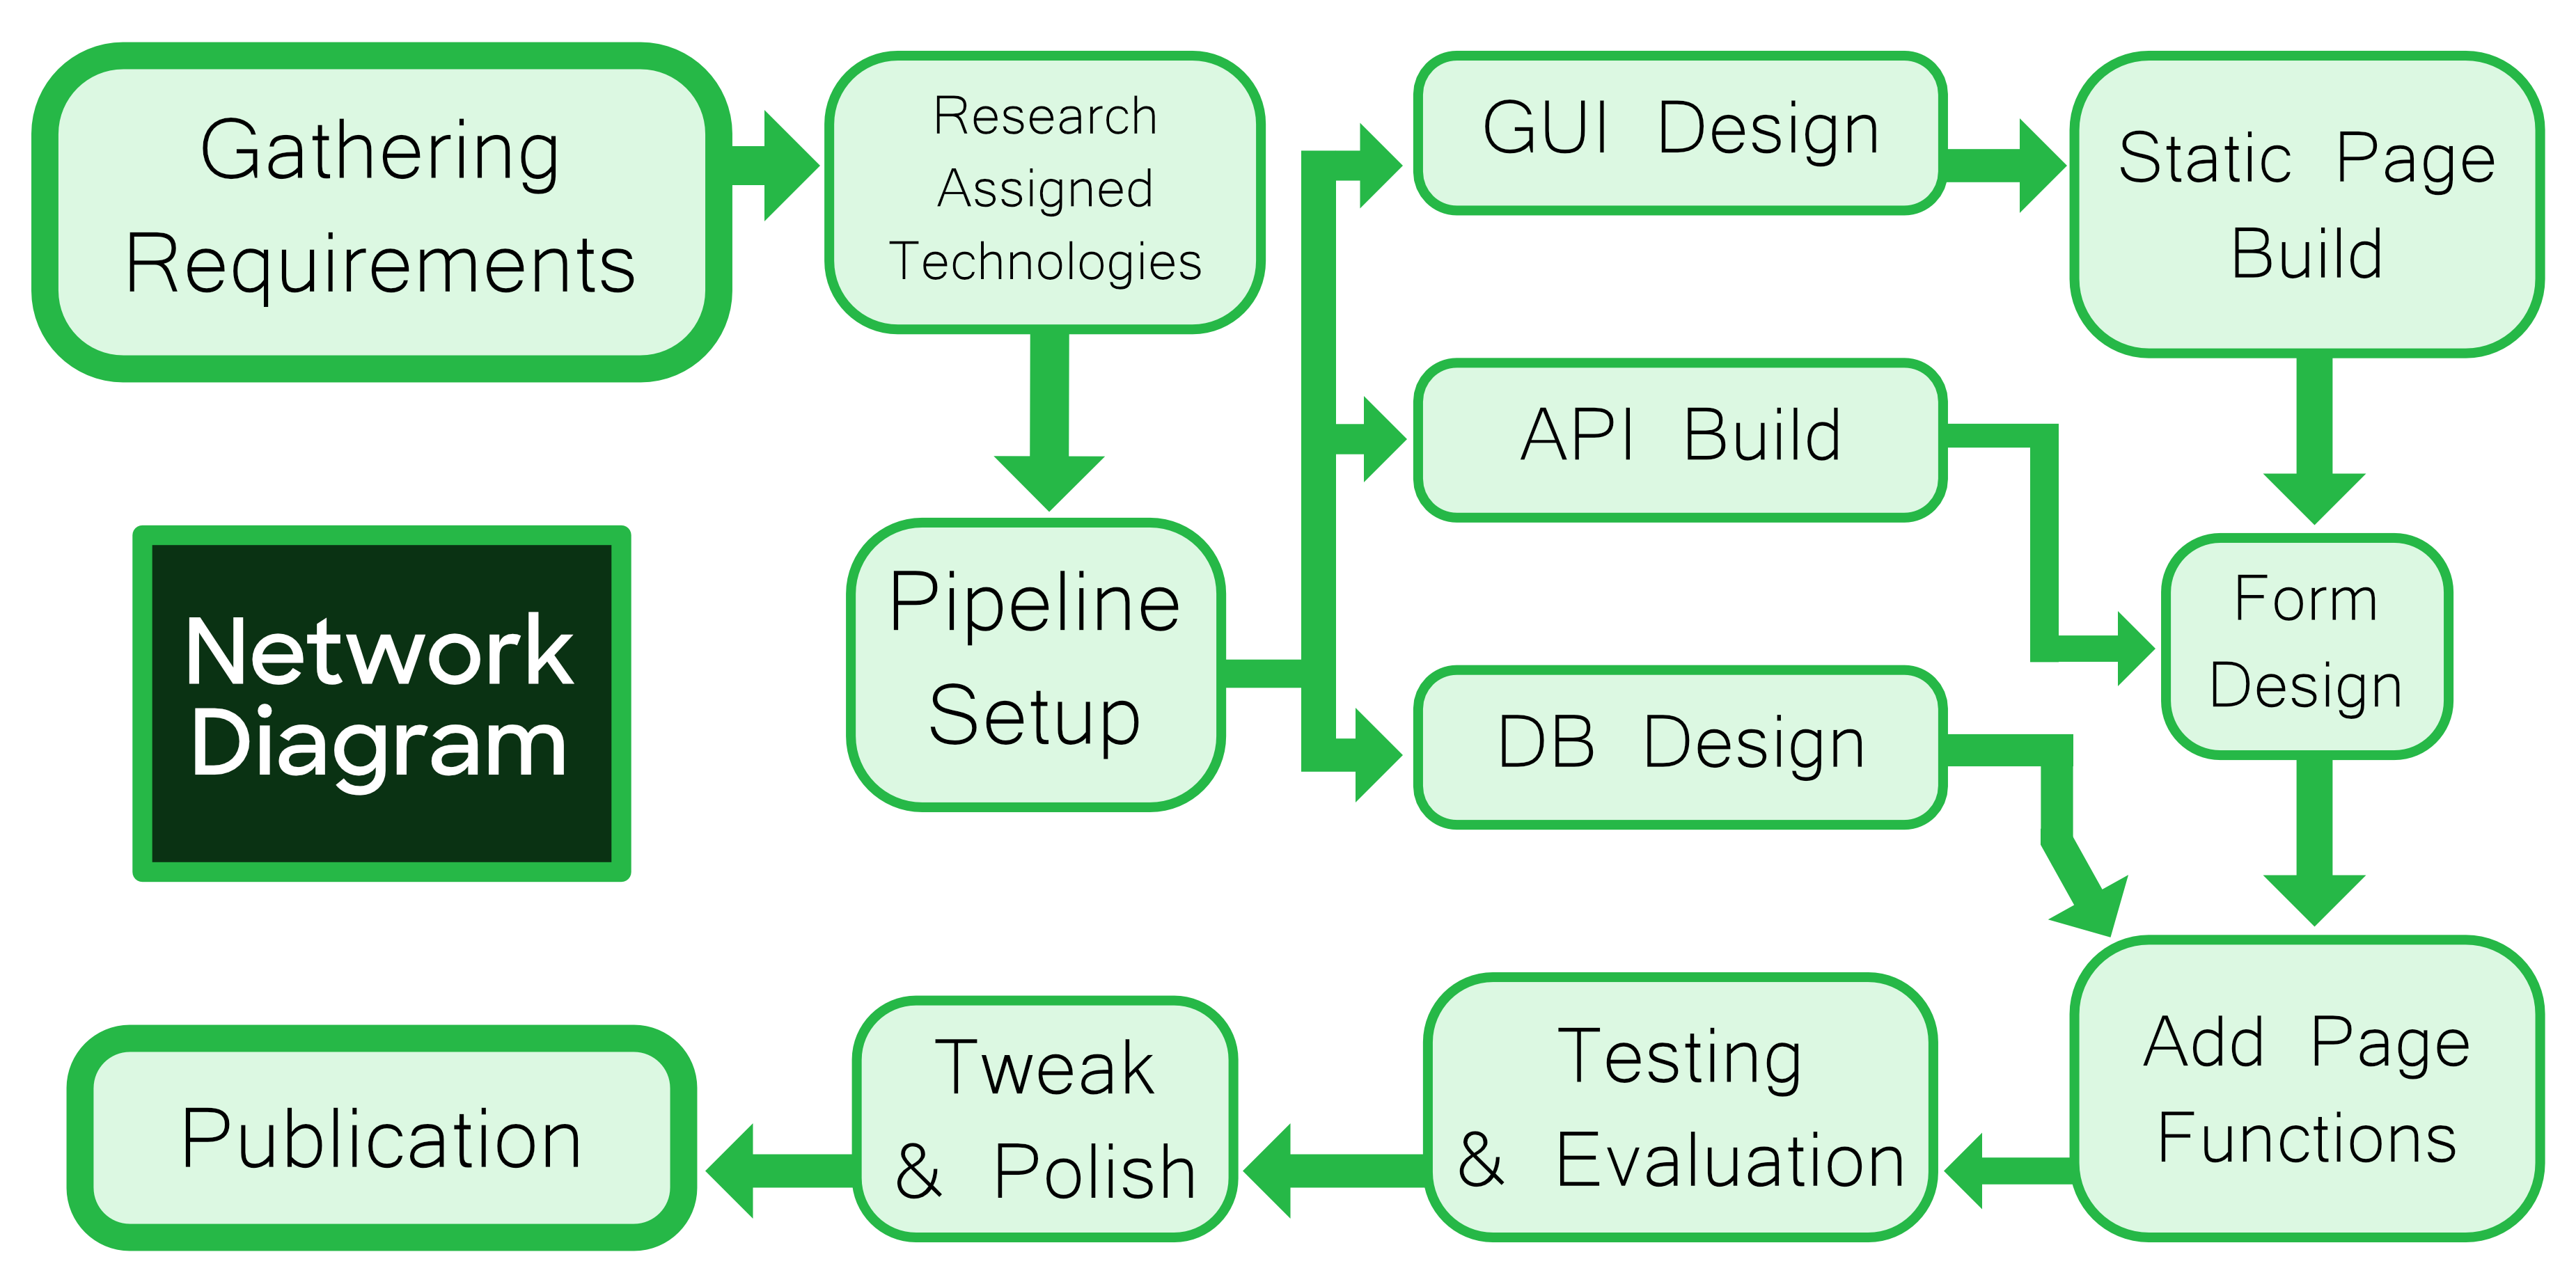 Gathering
Requirements
Research
Assigned
Technologies
GUI Design
Static Page
Build
API Build
Pipeline
Setup
Form
Design
Network
Diagram
DB Design
Add Page
Functions
Testing
& Evaluation
Tweak
& Polish
Publication